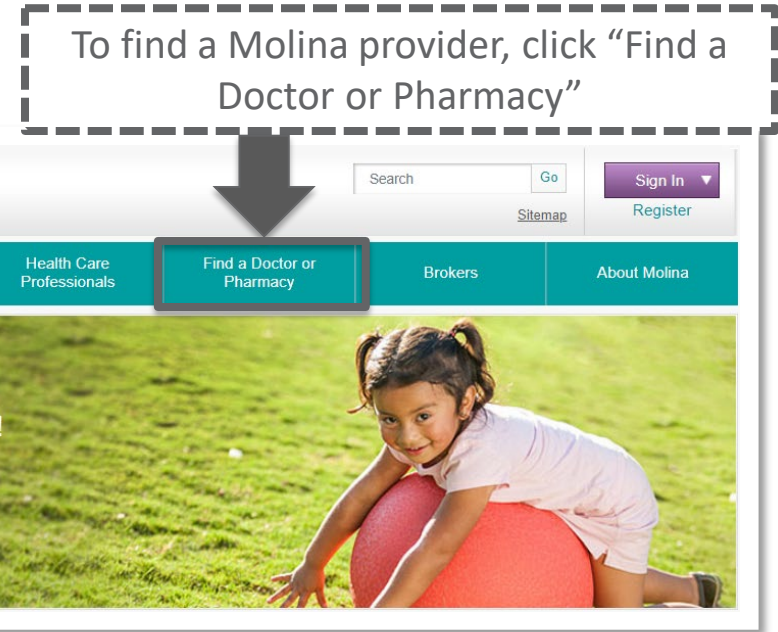 To find a Molina provider, click “Find a
Doctor or Pharmacy”
Search
Go
Sign In
Sitemap
Register
Health Care
Professionals
Find a Doctor or
Pharmacy
Brokers
About Molina
!